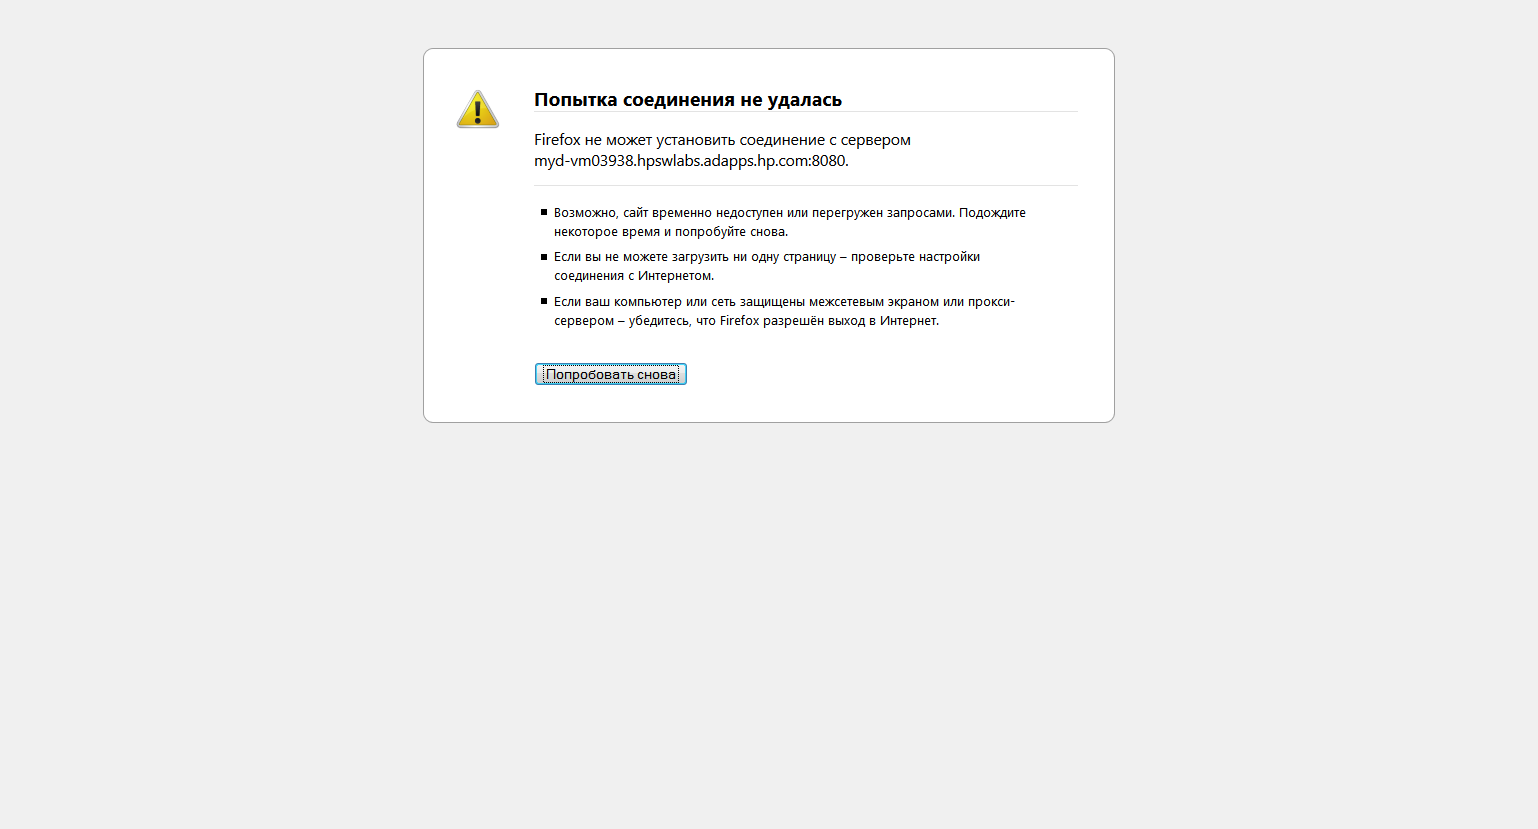 Попытка соединения не удалась
Firefox не может установить соединение с сервером
myd-vm03938.hpswlabs.adapps.hp.com:8080.
Возможно, сайт временно недоступен или перегружен запросами. Подождите
некоторое время и попробуйте снова.
Если вы не можете загрузить ни одну страницу – проверьте настройки
соединения с Интернетом.
Если ваш компьютер или сеть защищены межсетевым экраном или прокси-
сервером – убедитесь, что Firefox разрешён выход в Интернет.
Попробовать снова